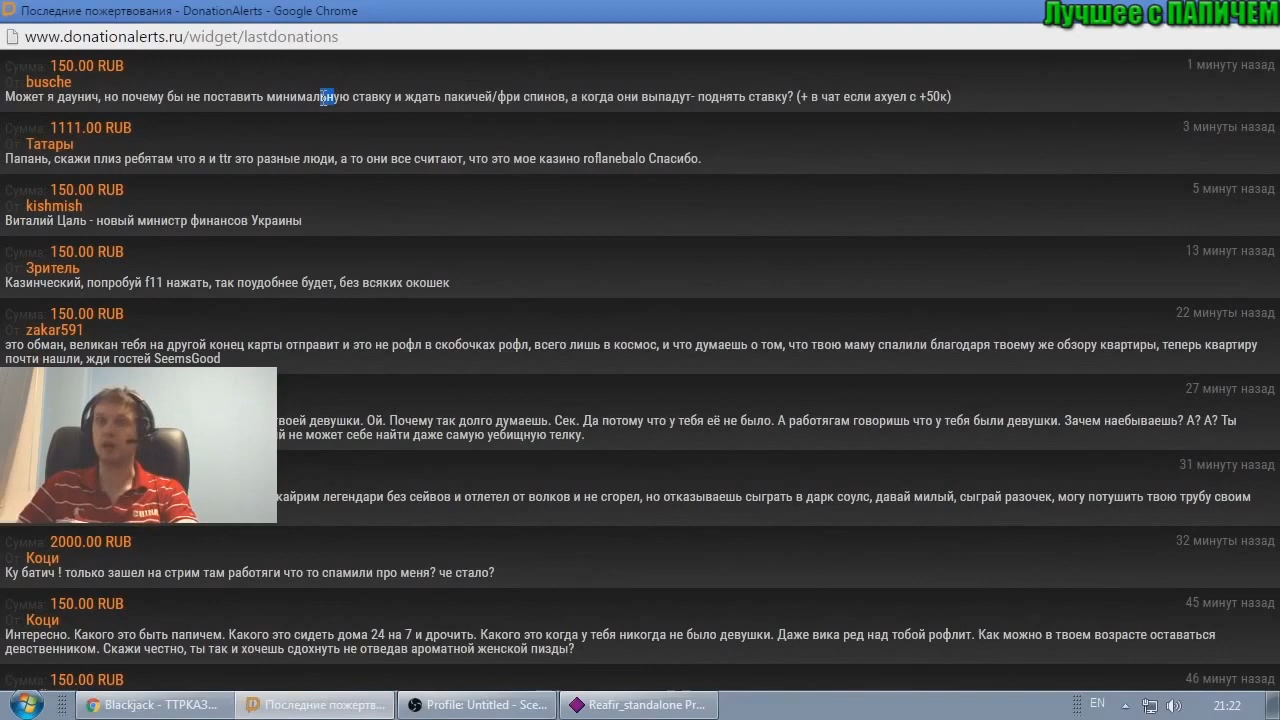 Последние пожертвования - DonationAlerts - Google Chrome
Лучшее с ПАПИЧЕМ
www.donationalerts.ru/widget/lastdonations
Сумма: 150.00 RUB
1 минуту назад
От: busche
Может я даунич, но почему бы не поставить минимальную ставку и ждать пакичей/фри спинов, а когда они выпадут- поднять ставку? (+ в чат если ахуел с +50к)
Сумма: 1111.00 RUB
3 минуты назад
От: Татары
Папань, скажи плиз ребятам что я и ttr это разные люди, а то они все считают, что это мое казино roflanebalo Спасибо.
Сумма: 150.00 RUB
5 минут назад
От: kishmish
Виталий Цаль - новый министр финансов Украины
Сумма: 150.00 RUB
13 минут назад
От: Зритель
Казинческий, попробуй f11 нажать, так поудобнее будет, без всяких окошек
Сумма: 150.00 RUB
22 минуты назад
От: zakar591
это обман, великан тебя на другой конец карты отправит и это не рофл в скобочках рофл, всего лишь в космос, и что думаешь о том, что твою маму спалили благодаря твоему же обзору квартиры, теперь квартиру
почти нашли, жди гостей SeemsGood
27 минут назад
твоей девушки. Ой. Почему так долго думаешь. Сек. Да потому что у тебя её не было. А работягам говоришь что у тебя были девушки. Зачем наебываешь? А? А? Ты
й не может себе найти даже самую уебищную телку.
31 минуту назад
кайрим легендари без сейвов и отлетел от волков и не сгорел, но отказываешь сыграть в дарк соулс, давай милый, сыграй разочек, могу потушить твою трубу своим
Сумма: 2000.00 RUB
32 минуты назад
От: Коци
Ку батич ! только зашел на стрим там работяги что то спамили про меня? че стало?
Сумма: 150.00 RUB
45 минут назад
От: Коци
Интересно. Какого это быть папичем. Какого это сидеть дома 24 на 7 и дрочить. Какого это когда у тебя никогда не было девушки. Даже вика ред над тобой рофлит. Как можно в твоем возрасте оставаться
девственником. Скажи честно, ты так и хочешь сдохнуть не отведав ароматной женской пизды?
Сумма: 150.00 RUB
46 минут назад
Blackjack - ТТРКАЗ...
Последние пожертв...
Profile: Untitled - Sce...
Reafir_standalone Pr...
EN
21:22